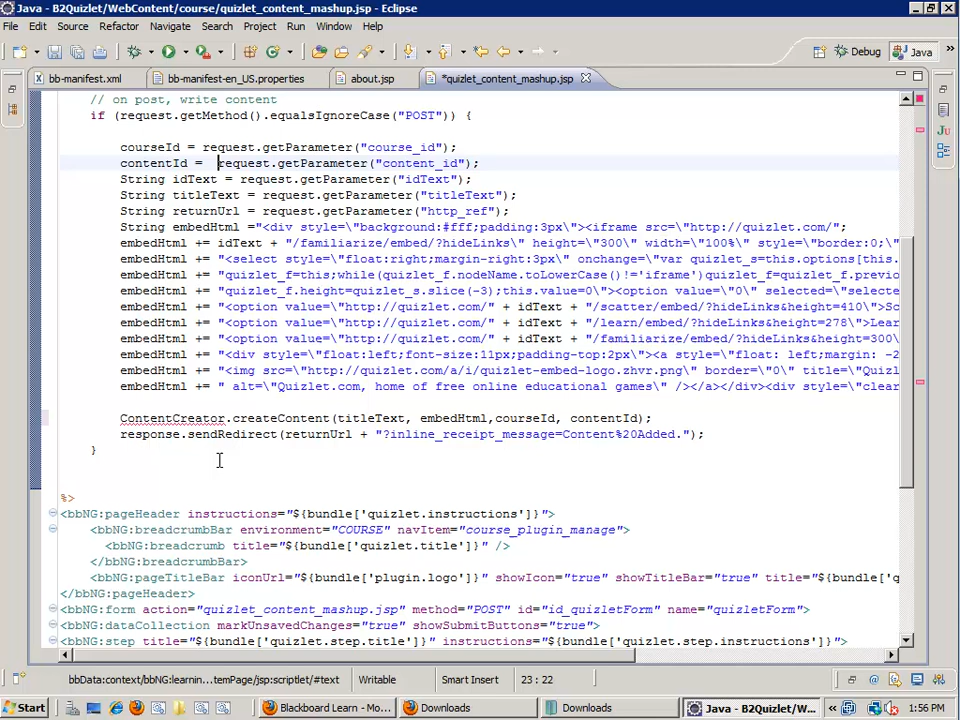 Java - B2Quizlet/WebContent/course/quizlet_content_mashup.jsp - Eclipse
File Edit Source Refactor Navigate Search Project Run Window Help
Debug Java »
bb-manifest.xml bb-manifest-en_US.properties about.jsp *quizlet_content_mashup.jsp
// on post, write content
if (request.getMethod().equalsIgnoreCase("POST")) {
courseId = request.getParameter("course_id");
contentId = request.getParameter("content_id");
String idText = request.getParameter("idText");
String titleText = request.getParameter("titleText");
String returnUrl = request.getParameter("http_ref");
String embedHtml ="<div style=\"background:#fff;padding:3px\"><iframe src=\"http://quizlet.com/";
embedHtml += idText + "/familiarize/embed/?hideLinks\" height=\"300\" width=\"100%\" style=\"border:0;\"
embedHtml += "<select style=\"float:right;margin-right:3px\" onchange=\"var quizlet_s=this.options[this.
embedHtml += "quizlet_f=this;while(quizlet_f.nodeName.toLowerCase()!='iframe')quizlet_f=quizlet_f.previo
embedHtml += "quizlet_f.height=quizlet_s.slice(-3);this.value=0\"><option value=\"0\" selected=\"selecte
embedHtml += "<option value=\"http://quizlet.com/" + idText + "/scatter/embed/?hideLinks&height=410\">Sc
embedHtml += "<option value=\"http://quizlet.com/" + idText + "/learn/embed/?hideLinks&height=278\">Lear
embedHtml += "<option value=\"http://quizlet.com/" + idText + "/familiarize/embed/?hideLinks&height=300\
embedHtml += "<div style=\"float:left;font-size:11px;padding-top:2px\"><a style=\"float: left;margin: -2
embedHtml += "<img src=\"http://quizlet.com/a/i/quizlet-embed-logo.zhvr.png\" border=\"0\" title=\"Quizl
embedHtml += " alt=\"Quizlet.com, home of free online educational games\" /></a></div><div style=\"clear
ContentCreator.createContent(titleText, embedHtml,courseId, contentId);
response.sendRedirect(returnUrl + "?inline_receipt_message=Content%20Added.");
}
%>
<bbNG:pageHeader instructions="${bundle['quizlet.instructions']}">
<bbNG:breadcrumbBar environment="COURSE" navItem="course_plugin_manage">
<bbNG:breadcrumb title="${bundle['quizlet.title']}" />
</bbNG:breadcrumbBar>
<bbNG:pageTitleBar iconUrl="${bundle['plugin.logo']}" showIcon="true" showTitleBar="true" title="${bundle['q
</bbNG:pageHeader>
<bbNG:form action="quizlet_content_mashup.jsp" method="POST" id="id_quizletForm" name="quizletForm">
<bbNG:dataCollection markUnsavedChanges="true" showSubmitButtons="true">
<bbNG:step title="${bundle['quizlet.step.title']}" instructions="${bundle['quizlet.step.instructions']}">
bbData:context/bbNG:learnin...temPage/jsp:scriptlet/#text Writable Smart Insert 23 : 22
Start » Blackboard Learn - Mo... Downloads Downloads Java - B2Quizlet/W... « 1:56 PM